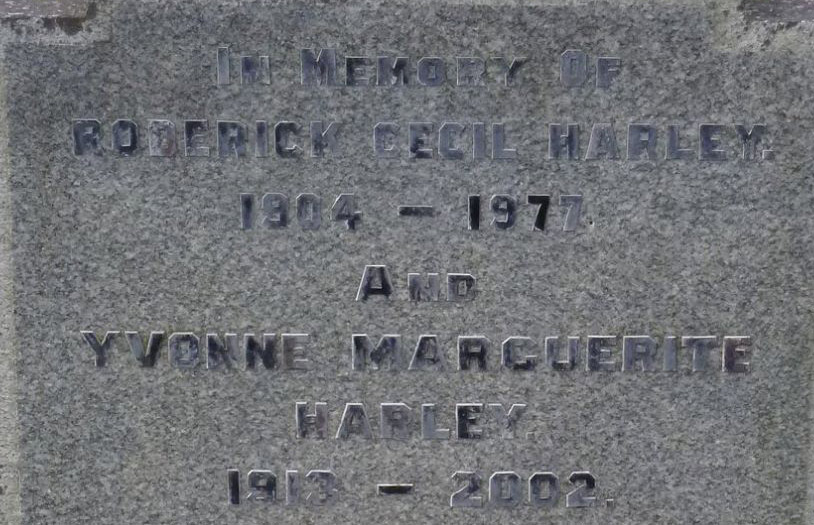 IN MEMORY OF
RODERICK CECIL HARLEY.
1904 – 1977.
AND
YVONNE MARGUERITE
HARLEY.
1913 – 2002.